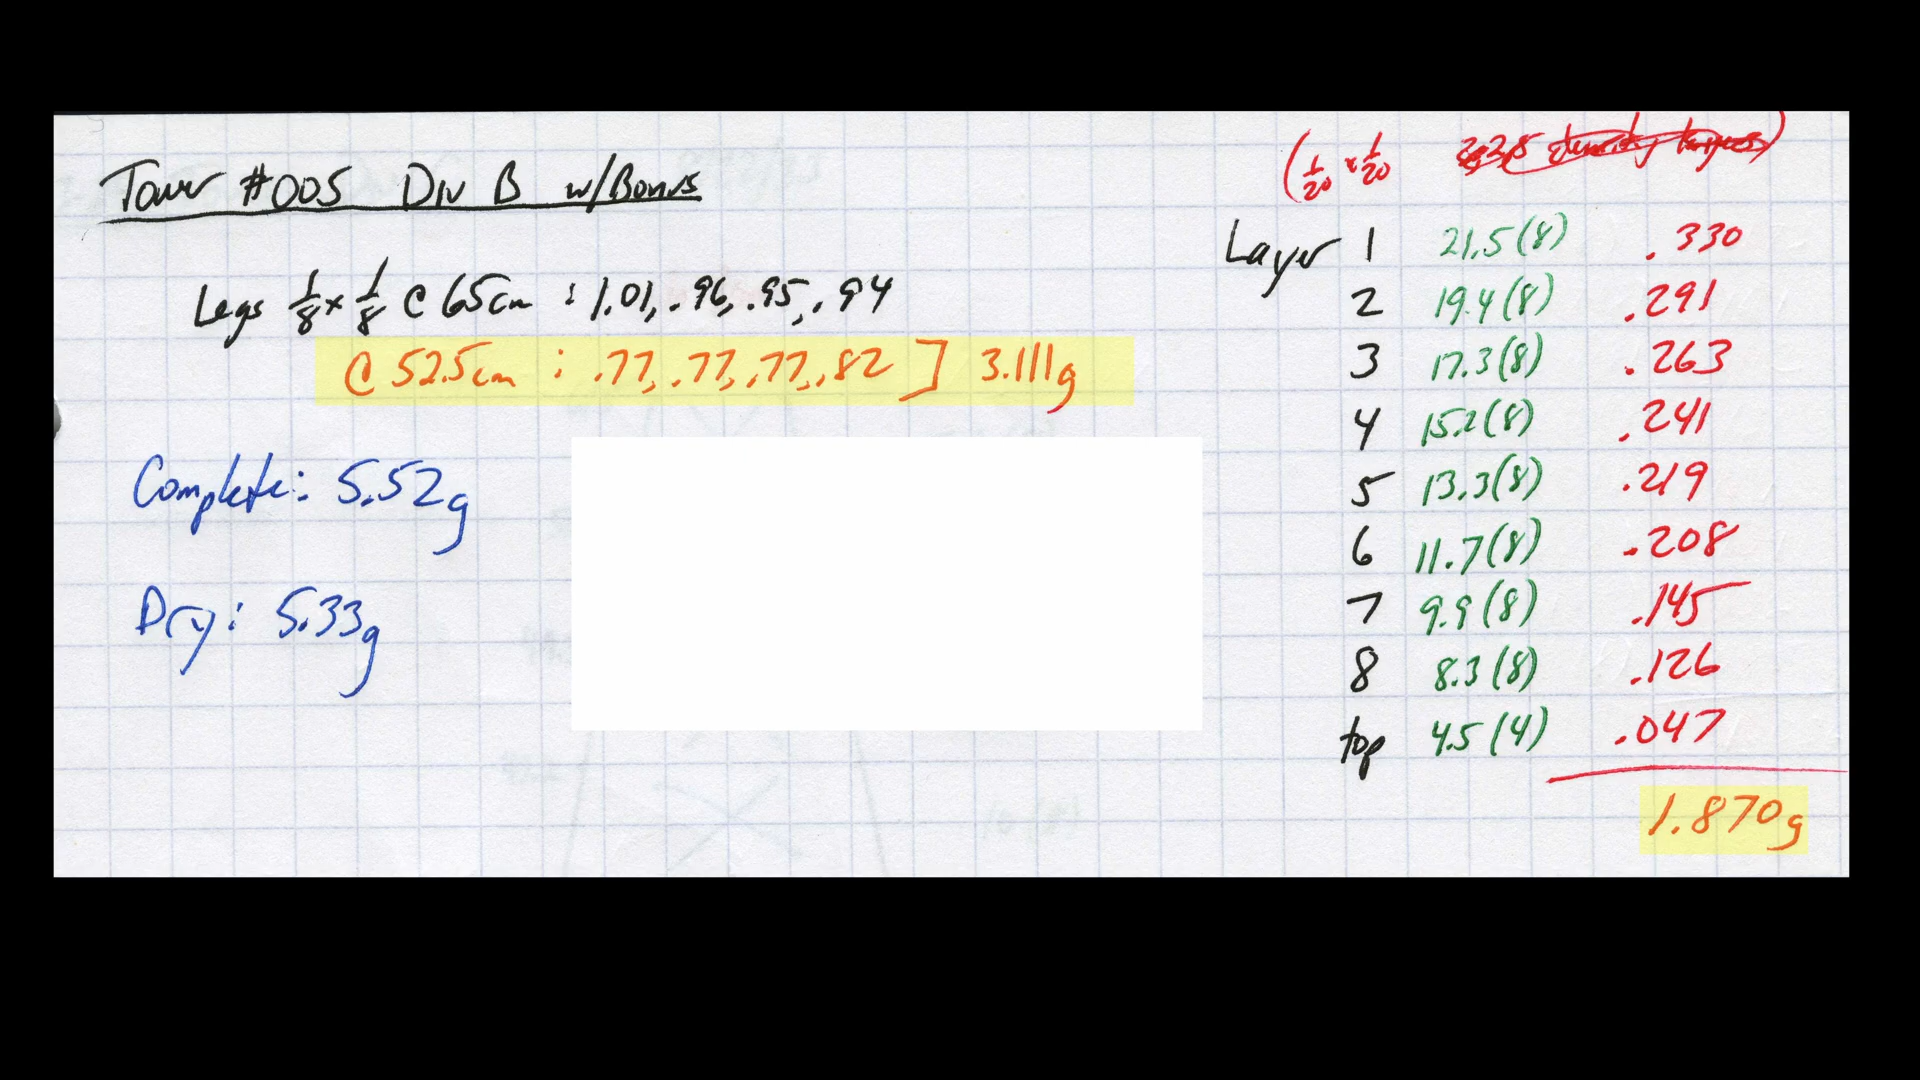 Tower #005 Div B w/Bonus
Legs 1/8 x 1/8 @ 65cm : 1.01, .96, .95, .94
@ 52.5cm : .77, .77, .77, .82 ] 3.111g
Complete: 5.52g
Dry: 5.33g
(1/20 x 1/20 density )
Layer 1 21.5(8) .330
2 19.4(8) .291
3 17.3(8) .263
4 15.2(8) .241
5 13.3(8) .219
6 11.7(8) .208
7 9.9(8) .145
8 8.3(8) .126
top 4.5(4) .047
1.870g